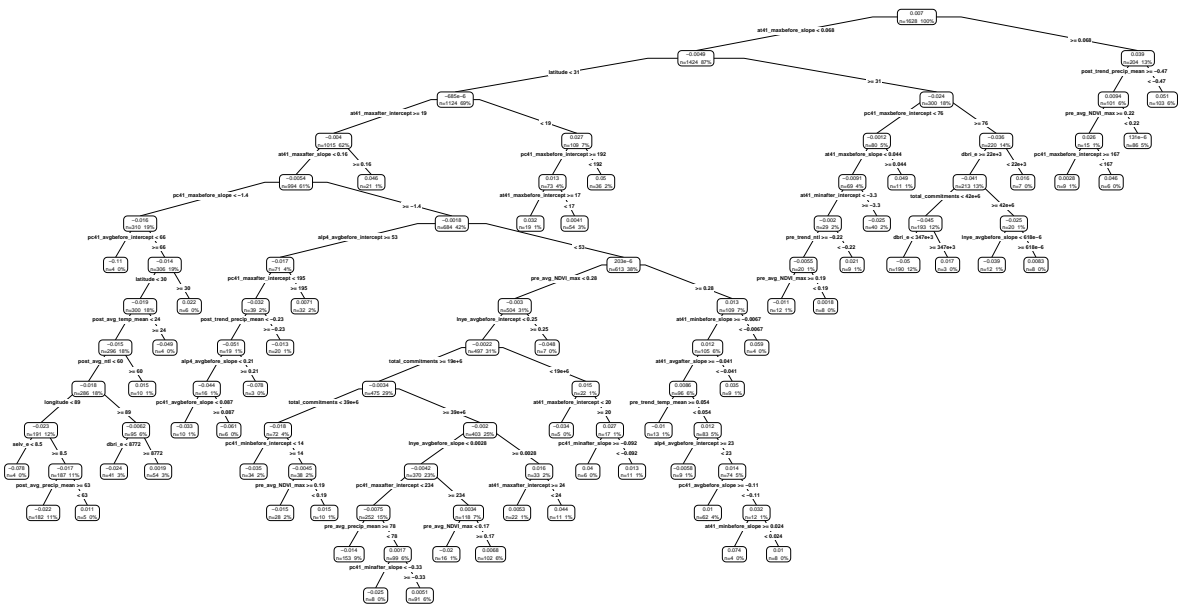 0.007
n=1628 100%
at41_maxbefore_slope < 0.068
>= 0.068
−0.0049
n=1424 87%
0.039
n=204 13%
latitude < 31
>= 31
post_trend_precip_mean >= −0.47
< −0.47
−685e−6
n=1124 69%
−0.024
n=300 18%
0.0094
n=101 6%
0.051
n=103 6%
at41_maxafter_intercept >= 19
< 19
pc41_maxbefore_intercept < 76
>= 76
pre_avg_NDVI_max >= 0.22
< 0.22
−0.004
n=1015 62%
0.027
n=109 7%
−0.0012
n=80 5%
−0.036
n=220 14%
0.026
n=15 1%
131e−6
n=86 5%
at41_maxafter_slope < 0.16
>= 0.16
pc41_maxbefore_intercept >= 192
< 192
at41_maxbefore_slope < 0.044
>= 0.044
dbri_e >= 22e+3
< 22e+3
pc41_maxbefore_intercept >= 167
< 167
−0.0054
n=994 61%
0.046
n=21 1%
0.013
n=73 4%
0.05
n=36 2%
−0.0091
n=69 4%
0.049
n=11 1%
−0.041
n=213 13%
0.016
n=7 0%
0.0028
n=9 1%
0.046
n=6 0%
pc41_maxbefore_slope < −1.4
>= −1.4
at41_maxbefore_intercept >= 17
< 17
at41_minafter_intercept < −3.3
>= −3.3
total_commitments < 42e+6
>= 42e+6
−0.016
n=310 19%
−0.0018
n=684 42%
0.032
n=19 1%
0.0041
n=54 3%
−0.002
n=29 2%
−0.025
n=40 2%
−0.045
n=193 12%
−0.025
n=20 1%
pc41_avgbefore_intercept < 66
>= 66
alp4_avgbefore_intercept >= 53
< 53
pre_trend_ntl >= −0.22
< −0.22
dbri_e < 347e+3
>= 347e+3
lnye_avgbefore_slope < 618e−6
>= 618e−6
−0.11
n=4 0%
−0.014
n=306 19%
−0.017
n=71 4%
203e−6
n=613 38%
−0.0055
n=20 1%
0.021
n=9 1%
−0.05
n=190 12%
0.017
n=3 0%
−0.039
n=12 1%
0.0083
n=8 0%
latitude < 30
>= 30
pc41_maxafter_intercept < 195
>= 195
pre_avg_NDVI_max < 0.28
>= 0.28
pre_avg_NDVI_max >= 0.19
< 0.19
−0.019
n=300 18%
0.022
n=6 0%
−0.032
n=39 2%
0.0071
n=32 2%
−0.003
n=504 31%
0.013
n=109 7%
−0.011
n=12 1%
0.0018
n=8 0%
post_avg_temp_mean < 24
>= 24
post_trend_precip_mean < −0.23
>= −0.23
lnye_avgbefore_intercept < 0.25
>= 0.25
at41_minbefore_slope >= −0.0067
< −0.0067
−0.015
n=296 18%
−0.049
n=4 0%
−0.051
n=19 1%
−0.013
n=20 1%
−0.0022
n=497 31%
−0.048
n=7 0%
0.012
n=105 6%
0.059
n=4 0%
post_avg_ntl < 60
>= 60
alp4_avgbefore_slope < 0.21
>= 0.21
total_commitments >= 19e+6
< 19e+6
at41_avgafter_slope >= −0.041
< −0.041
−0.018
n=286 18%
0.015
n=10 1%
−0.044
n=16 1%
−0.078
n=3 0%
−0.0034
n=475 29%
0.015
n=22 1%
0.0086
n=96 6%
0.035
n=9 1%
longitude < 89
>= 89
pc41_avgbefore_slope < 0.087
>= 0.087
total_commitments < 39e+6
>= 39e+6
at41_maxbefore_intercept < 20
>= 20
pre_trend_temp_mean >= 0.054
< 0.054
−0.023
n=191 12%
−0.0062
n=95 6%
−0.033
n=10 1%
−0.061
n=6 0%
−0.018
n=72 4%
−0.002
n=403 25%
−0.034
n=5 0%
0.027
n=17 1%
−0.01
n=13 1%
0.012
n=83 5%
selv_e < 8.5
>= 8.5
dbri_e < 8772
>= 8772
pc41_minbefore_intercept < 14
>= 14
lnye_avgbefore_slope < 0.0028
>= 0.0028
pc41_minafter_slope >= −0.092
< −0.092
alp4_avgbefore_intercept >= 23
< 23
−0.078
n=4 0%
−0.017
n=187 11%
−0.024
n=41 3%
0.0019
n=54 3%
−0.035
n=34 2%
−0.0045
n=38 2%
−0.0042
n=370 23%
0.016
n=33 2%
0.04
n=6 0%
0.013
n=11 1%
−0.0058
n=9 1%
0.014
n=74 5%
post_avg_precip_mean >= 63
< 63
pre_avg_NDVI_max >= 0.19
< 0.19
pc41_maxafter_intercept < 234
>= 234
at41_maxafter_intercept >= 24
< 24
pc41_avgbefore_slope >= −0.11
< −0.11
−0.022
n=182 11%
0.011
n=5 0%
−0.015
n=28 2%
0.015
n=10 1%
−0.0075
n=252 15%
0.0034
n=118 7%
0.0053
n=22 1%
0.044
n=11 1%
0.01
n=62 4%
0.032
n=12 1%
pre_avg_precip_mean >= 78
< 78
pre_avg_NDVI_max < 0.17
>= 0.17
at41_minbefore_slope >= 0.024
< 0.024
−0.014
n=153 9%
0.0017
n=99 6%
−0.02
n=16 1%
0.0068
n=102 6%
0.074
n=4 0%
0.01
n=8 0%
pc41_minafter_slope < −0.33
>= −0.33
−0.025
n=8 0%
0.0051
n=91 6%